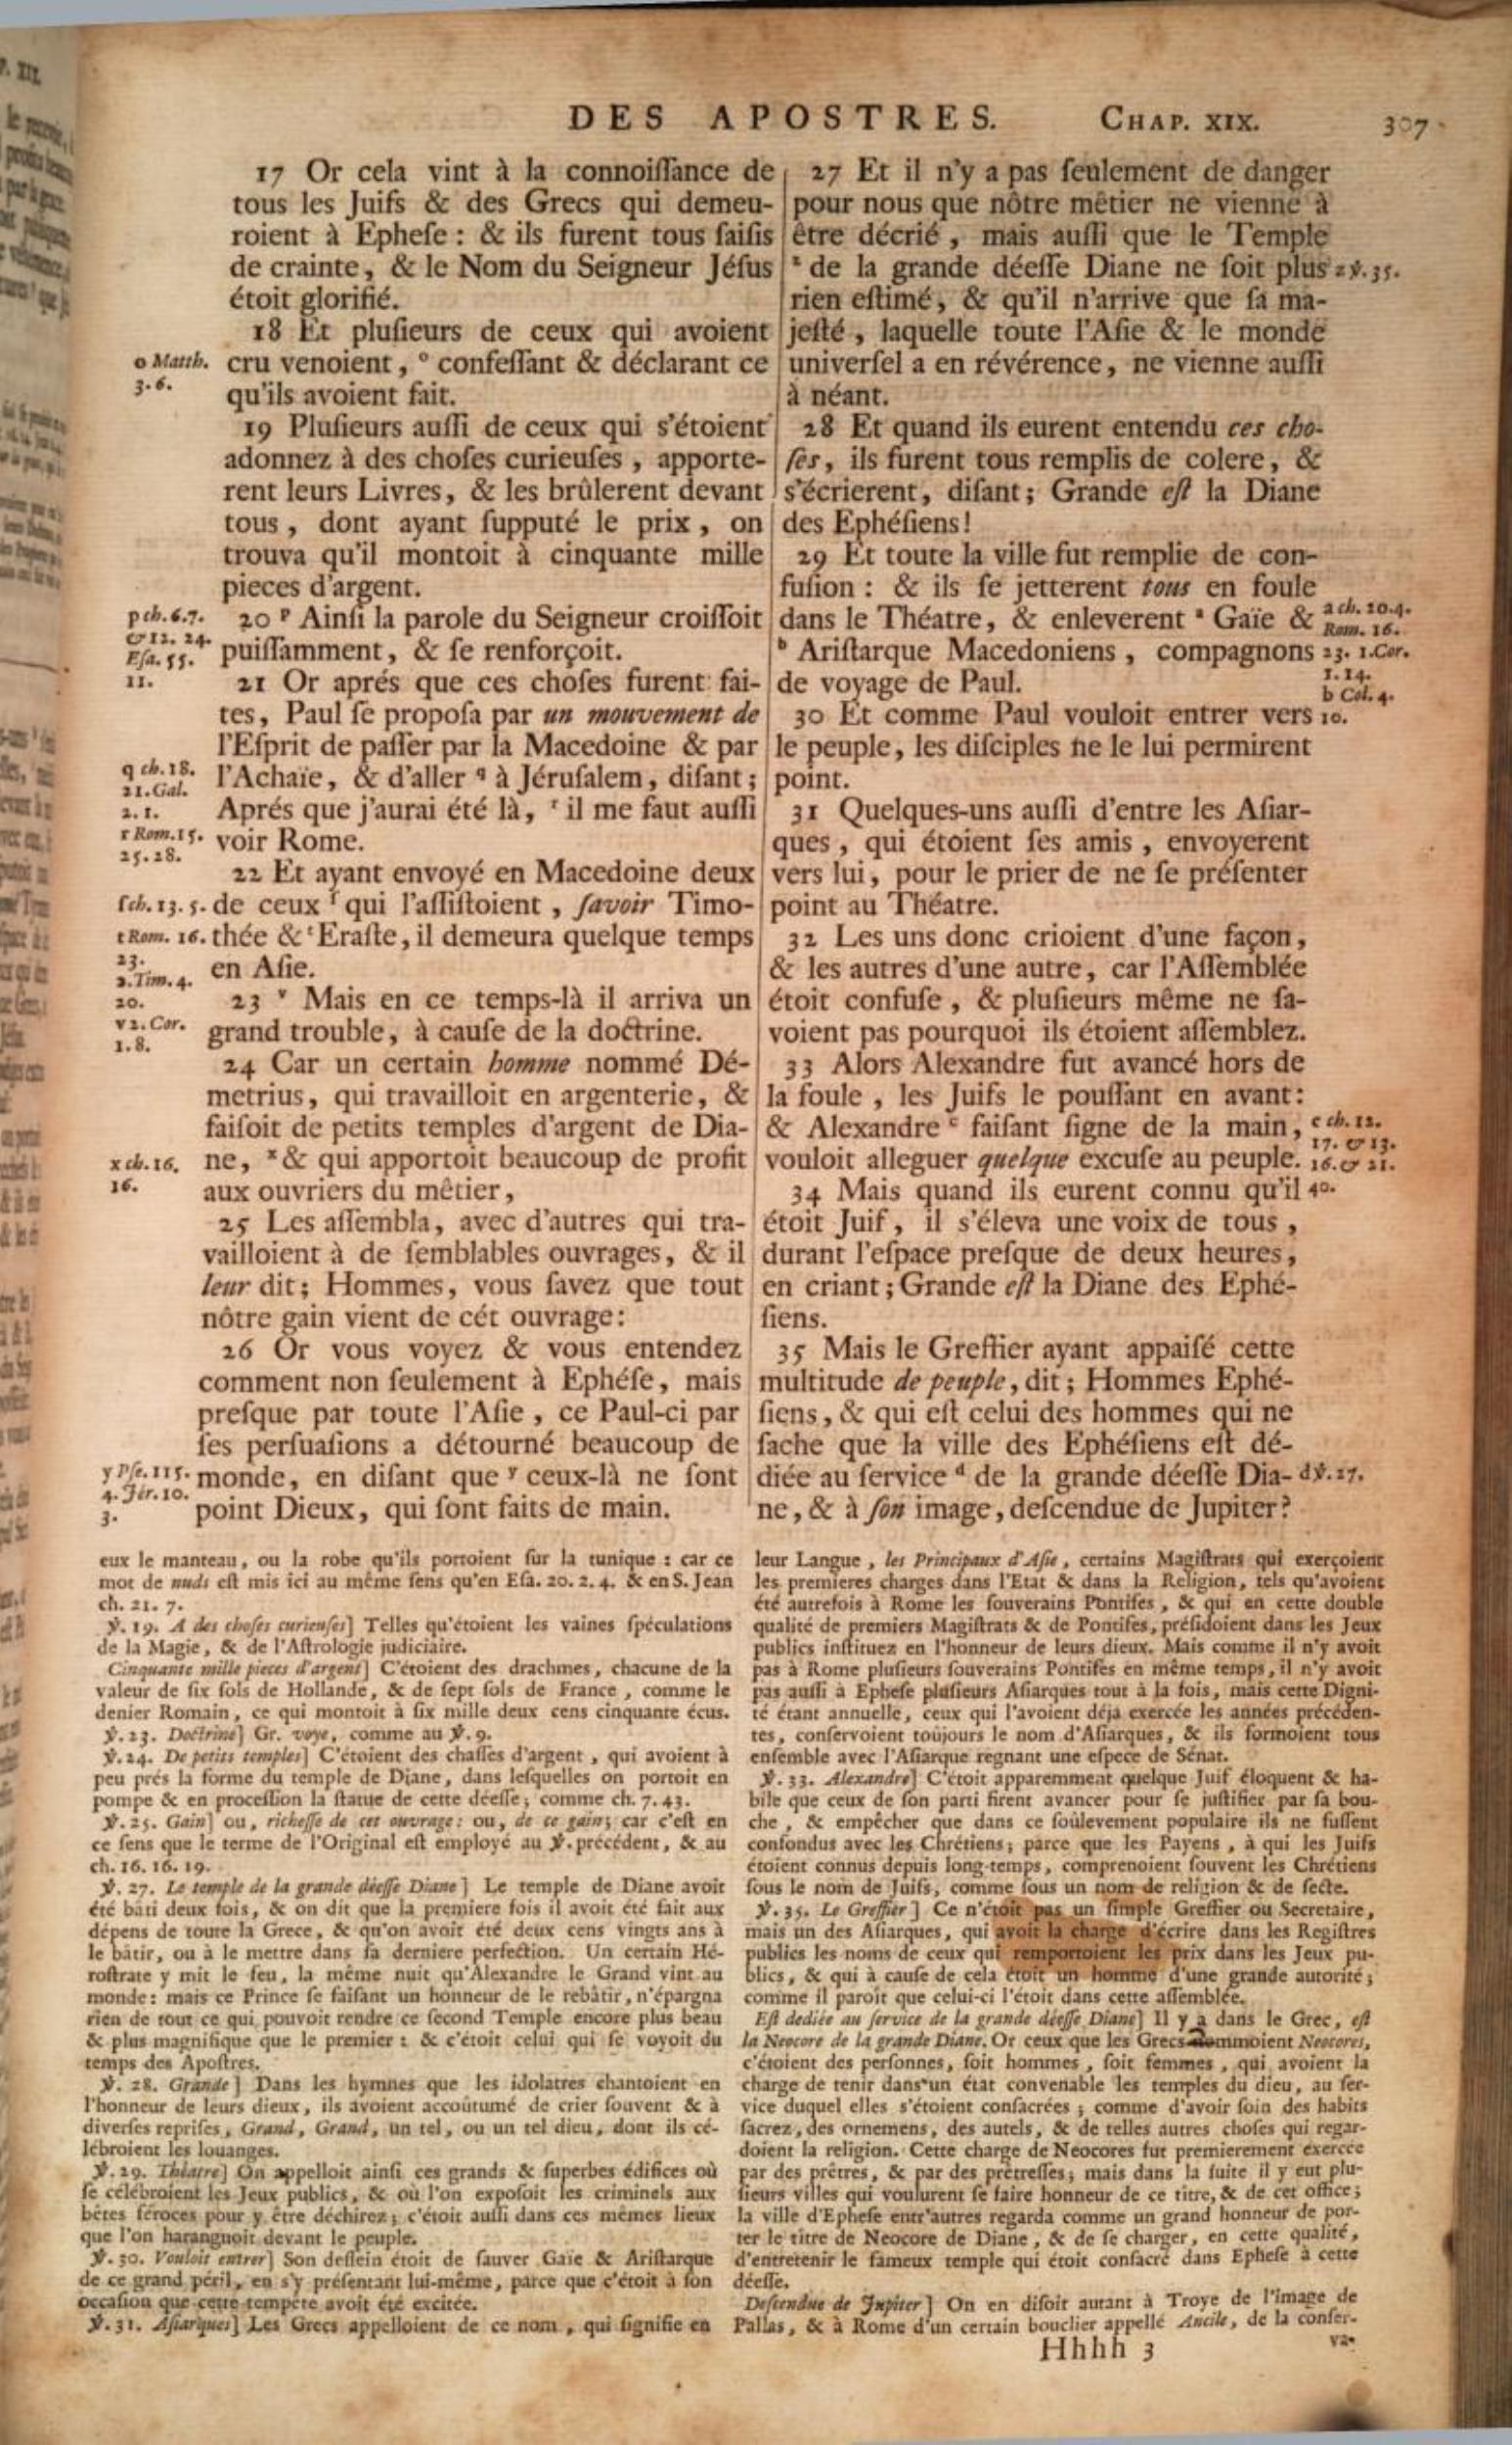 DES APOSTRES. CHAP. XIX. 307
17 Or cela vint à la connoiſſance de
tous les Juifs & des Grecs qui demeu-
roient à Epheſe : & ils furent tous ſaiſis
de crainte, & le Nom du Seigneur Jéſus
étoit glorifié.
18 Et pluſieurs de ceux qui avoient
cru venoient, ° confeſſant & déclarant ce
qu'ils avoient fait.
19 Pluſieurs auſſi de ceux qui s'étoient
adonnez à des choſes curieuſes, apporte-
rent leurs Livres, & les brûlerent devant
tous, dont ayant ſupputé le prix, on
trouva qu'il montoit à cinquante mille
pieces d'argent.
20 ᵖ Ainſi la parole du Seigneur croiſſoit
puiſſamment, & ſe renforçoit.
21 Or aprés que ces choſes furent fai-
tes, Paul ſe propoſa par un mouvement de
l'Eſprit de paſſer par la Macedoine & par
l'Achaïe, & d'aller ᑫ à Jéruſalem, diſant;
Aprés que j'aurai été là, ʳ il me faut auſſi
voir Rome.
22 Et ayant envoyé en Macedoine deux
de ceux ſ qui l'aſſiſtoient, ſavoir Timo-
thée & ᵗ Eraſte, il demeura quelque temps
en Aſie.
23 ᵛ Mais en ce temps-là il arriva un
grand trouble, à cauſe de la doctrine.
24 Car un certain homme nommé Dé-
metrius, qui travailloit en argenterie, &
faiſoit de petits temples d'argent de Dia-
ne, ˣ & qui apportoit beaucoup de profit
aux ouvriers du mêtier,
25 Les aſſembla, avec d'autres qui tra-
vailloient à de ſemblables ouvrages, & il
leur dit; Hommes, vous ſavez que tout
nôtre gain vient de cét ouvrage:
26 Or vous voyez & vous entendez
comment non ſeulement à Ephéſe, mais
preſque par toute l'Aſie, ce Paul-ci par
ſes perſuaſions a détourné beaucoup de
monde, en diſant que ʸ ceux-là ne ſont
point Dieux, qui ſont faits de main.
o Matth.
3. 6.
p ch. 6. 7.
& 12. 24.
Eſa. 55.
11.
q ch. 18.
21. Gal.
2. 1.
r Rom. 15.
25. 28.
ſ ch. 13. 5.
t Rom. 16.
23.
2. Tim. 4.
20.
v 2. Cor.
1. 8.
x ch. 16.
16.
y Pſe. 115.
4. Jér. 10.
3.
27 Et il n'y a pas ſeulement de danger
pour nous que nôtre mêtier ne vienne à
être décrié, mais auſſi que le Temple
ᶻ de la grande déeſſe Diane ne ſoit plus
rien eſtimé, & qu'il n'arrive que ſa ma-
jeſté, laquelle toute l'Aſie & le monde
univerſel a en révérence, ne vienne auſſi
à néant.
28 Et quand ils eurent entendu ces cho-
ſes, ils furent tous remplis de colere, &
s'écrierent, diſant; Grande eſt la Diane
des Ephéſiens!
29 Et toute la ville fut remplie de con-
fuſion : & ils ſe jetterent tous en foule
dans le Théatre, & enleverent ᵃ Gaïe &
ᵇ Ariſtarque Macedoniens, compagnons
de voyage de Paul.
30 Et comme Paul vouloit entrer vers
le peuple, les diſciples ne le lui permirent
point.
31 Quelques-uns auſſi d'entre les Aſiar-
ques, qui étoient ſes amis, envoyerent
vers lui, pour le prier de ne ſe préſenter
point au Théatre.
32 Les uns donc crioient d'une façon,
& les autres d'une autre, car l'Aſſemblée
étoit confuſe, & pluſieurs même ne ſa-
voient pas pourquoi ils étoient aſſemblez.
33 Alors Alexandre fut avancé hors de
la foule, les Juifs le pouſſant en avant:
& Alexandre ᶜ faiſant ſigne de la main,
vouloit alleguer quelque excuſe au peuple.
34 Mais quand ils eurent connu qu'il
étoit Juif, il s'éleva une voix de tous,
durant l'eſpace preſque de deux heures,
en criant; Grande eſt la Diane des Ephé-
ſiens.
35 Mais le Greffier ayant appaiſé cette
multitude de peuple, dit; Hommes Ephé-
ſiens, & qui eſt celui des hommes qui ne
ſache que la ville des Ephéſiens eſt dé-
diée au ſervice ᵈ de la grande déeſſe Dia-
ne, & à ſon image, deſcendue de Jupiter?
z ℣. 35.
a ch. 20. 4.
Rom. 16.
23. 1. Cor.
1. 14.
b Col. 4.
10.
c ch. 12.
17. & 13.
16. & 21.
40.
d ℣. 27.
eux le manteau, ou la robe qu'ils portoient ſur la tunique : car ce
mot de nuds eſt mis ici au même ſens qu'en Eſa. 20. 2. 4. & en S. Jean
ch. 21. 7.
℣. 19. A des choſes curieuſes] Telles qu'étoient les vaines ſpéculations
de la Magie, & de l'Aſtrologie judiciaire.
Cinquante mille pieces d'argent] C'étoient des drachmes, chacune de la
valeur de ſix ſols de Hollande, & de ſept ſols de France, comme le
denier Romain, ce qui montoit à ſix mille deux cens cinquante écus.
℣. 23. Doctrine] Gr. voye, comme au ℣. 9.
℣. 24. De petits temples] C'étoient des chaſſes d'argent, qui avoient à
peu prés la forme du temple de Diane, dans leſquelles on portoit en
pompe & en proceſſion la ſtatue de cette déeſſe; comme ch. 7. 43.
℣. 25. Gain] ou, richeſſe de cet ouvrage: ou, de ce gain; car c'eſt en
ce ſens que le terme de l'Original eſt employé au ℣. précédent, & au
ch. 16. 16. 19.
℣. 27. Le temple de la grande déeſſe Diane] Le temple de Diane avoit
été bâti deux fois, & on dit que la premiere fois il avoit été fait aux
dépens de toute la Grece, & qu'on avoit été deux cens vingts ans à
le bâtir, ou à le mettre dans ſa derniere perfection. Un certain Hé-
roſtrate y mit le feu, la même nuit qu'Alexandre le Grand vint au
monde: mais ce Prince ſe faiſant un honneur de le rebâtir, n'épargna
rien de tout ce qui pouvoit rendre ce ſecond Temple encore plus beau
& plus magnifique que le premier : & c'étoit celui qui ſe voyoit du
temps des Apoſtres.
℣. 28. Grande] Dans les hymnes que les idolatres chantoient en
l'honneur de leurs dieux, ils avoient accoûtumé de crier ſouvent & à
diverſes repriſes, Grand, Grand, un tel, ou un tel dieu, dont ils cé-
lébroient les louanges.
℣. 29. Théatre] On appelloit ainſi ces grands & ſuperbes édifices où
ſe célébroient les Jeux publics, & où l'on expoſoit les criminels aux
bêtes féroces pour y être déchirez; c'étoit auſſi dans ces mêmes lieux
que l'on harangnoit devant le peuple.
℣. 30. Vouloit entrer] Son deſſein étoit de ſauver Gaïe & Ariſtarque
de ce grand péril, en s'y préſentant lui-même, parce que c'étoit à ſon
occaſion que cette tempête avoit été excitée.
℣. 31. Aſiarques] Les Grecs appelloient de ce nom, qui ſignifie en
leur Langue, les Principaux d'Aſie, certains Magiſtrats qui exerçoient
les premieres charges dans l'Etat & dans la Religion, tels qu'avoient
été autrefois à Rome les ſouverains Pontifes, & qui en cette double
qualité de premiers Magiſtrats & de Pontifes, préſidoient dans les Jeux
publics inſtituez en l'honneur de leurs dieux. Mais comme il n'y avoit
pas à Rome pluſieurs ſouverains Pontifes en même temps, il n'y avoit
pas auſſi à Epheſe pluſieurs Aſiarques tout à la fois, mais cette Digni-
té étant annuelle, ceux qui l'avoient déja exercée les années précéden-
tes, conſervoient toûjours le nom d'Aſiarques, & ils formoient tous
enſemble avec l'Aſiarque regnant une eſpece de Sénat.
℣. 33. Alexandre] C'étoit apparemment quelque Juif éloquent & ha-
bile que ceux de ſon parti firent avancer pour ſe juſtifier par ſa bou-
che, & empêcher que dans ce ſoûlevement populaire ils ne fuſſent
confondus avec les Chrétiens; parce que les Payens, à qui les Juifs
étoient connus depuis long-temps, comprenoient ſouvent les Chrétiens
ſous le nom de Juifs, comme ſous un nom de religion & de ſecte.
℣. 35. Le Greffier] Ce n'étoit pas un ſimple Greffier ou Secretaire,
mais un des Aſiarques, qui avoit la charge d'écrire dans les Regiſtres
publics les noms de ceux qui remportoient les prix dans les Jeux pu-
blics, & qui à cauſe de cela étoit un homme d'une grande autorité;
comme il paroît que celui-ci l'étoit dans cette aſſemblée.
Eſt dediée au ſervice de la grande déeſſe Diane] Il y a dans le Grec, eſt
la Neocore de la grande Diane. Or ceux que les Grecs nommoient Neocores,
c'étoient des perſonnes, ſoit hommes, ſoit femmes, qui avoient la
charge de tenir dans un état convenable les temples du dieu, au ſer-
vice duquel elles s'étoient conſacrées; comme d'avoir ſoin des habits
ſacrez, des ornemens, des autels, & de telles autres choſes qui regar-
doient la religion. Cette charge de Néocores fut premierement exercée
par des prêtres, & par des prêtreſſes; mais dans la ſuite il y eut plu-
ſieurs villes qui voulurent ſe faire honneur de ce titre, & de cet office;
la ville d'Epheſe entr'autres regarda comme un grand honneur de por-
ter le titre de Neocore de Diane, & de ſe charger, en cette qualité,
d'entretenir le fameux temple qui étoit conſacré dans Epheſe à cette
déeſſe.
Deſcendue de Jupiter] On en diſoit autant à Troye de l'image de
Pallas, & à Rome d'un certain bouclier appellé Ancile, de la conſer-
Hhhh 3 va-